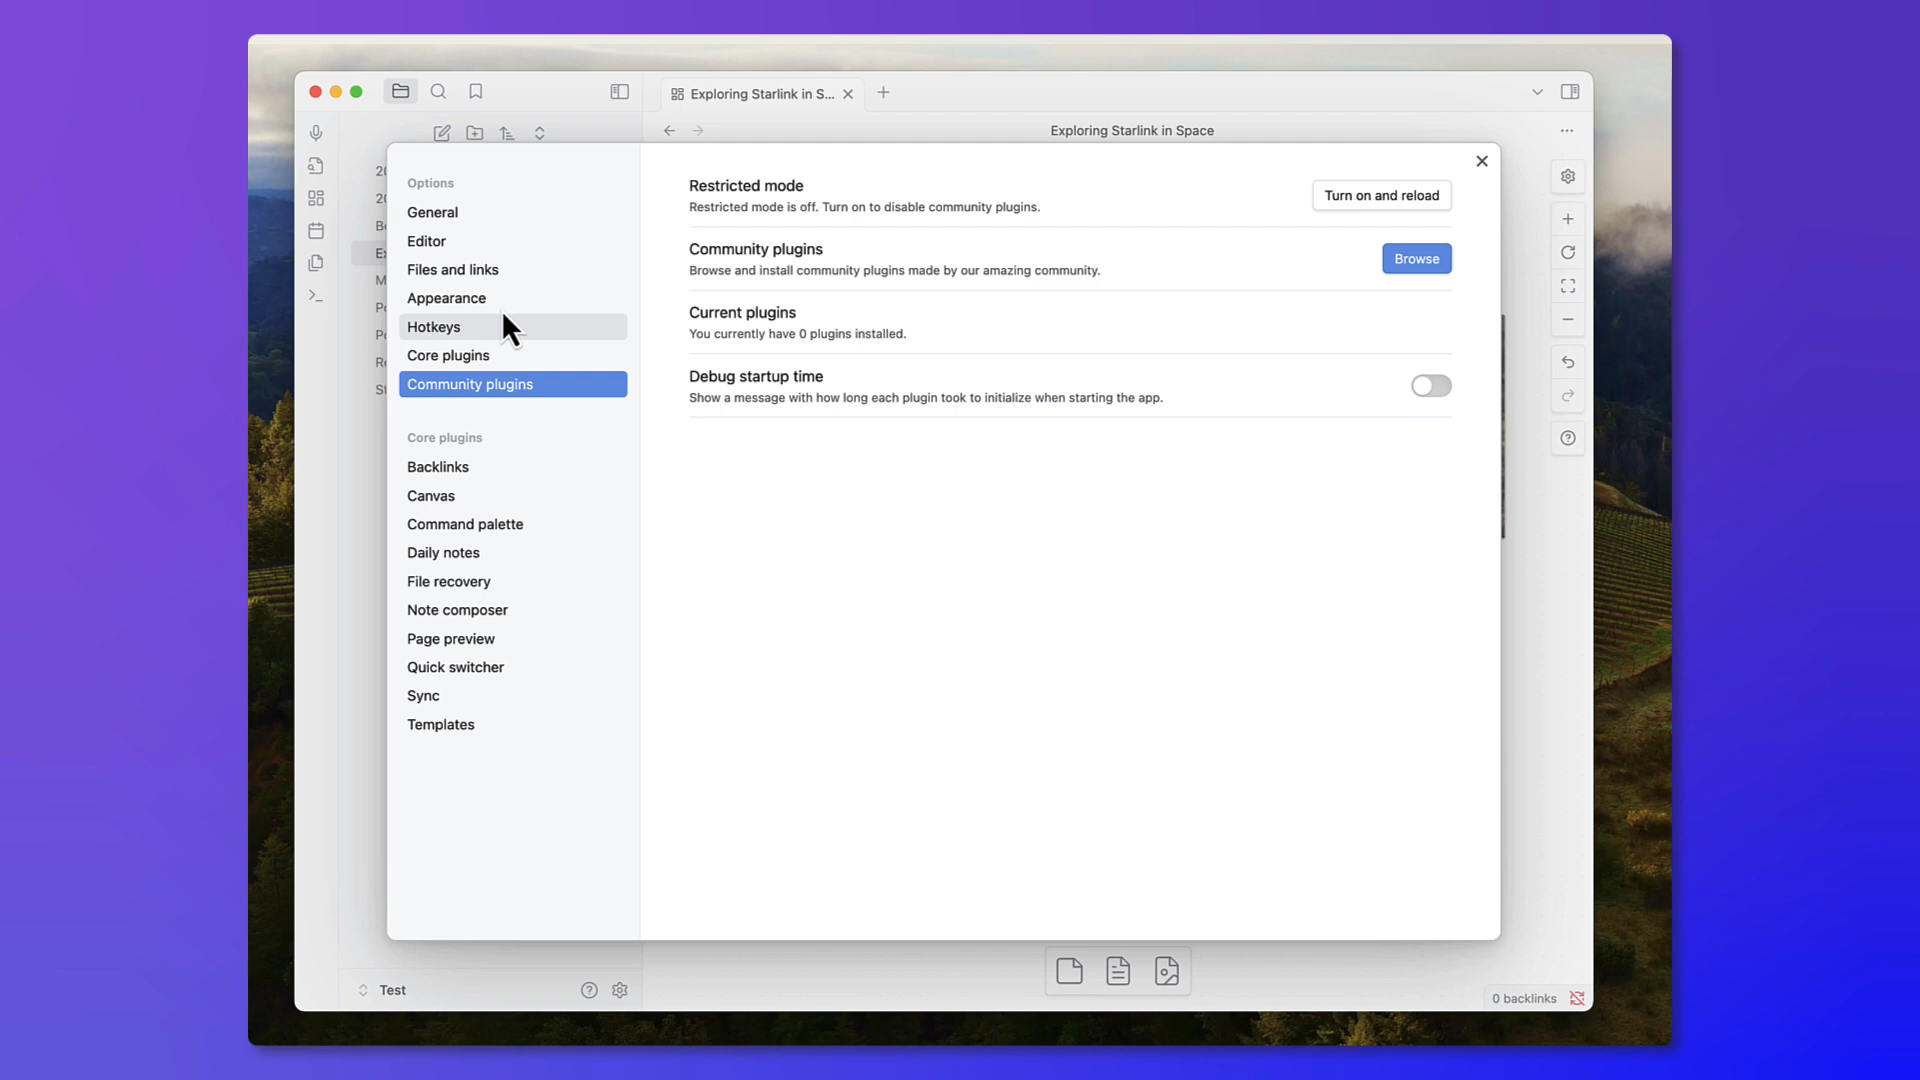 Exploring Starlink in S...
Exploring Starlink in Space
Options
General
Editor
Files and links
Appearance
Hotkeys
Core plugins
Community plugins
Core plugins
Backlinks
Canvas
Command palette
Daily notes
File recovery
Note composer
Page preview
Quick switcher
Sync
Templates
Restricted mode
Restricted mode is off. Turn on to disable community plugins.
Turn on and reload
Community plugins
Browse and install community plugins made by our amazing community.
Browse
Current plugins
You currently have 0 plugins installed.
Debug startup time
Show a message with how long each plugin took to initialize when starting the app.
Test
0 backlinks